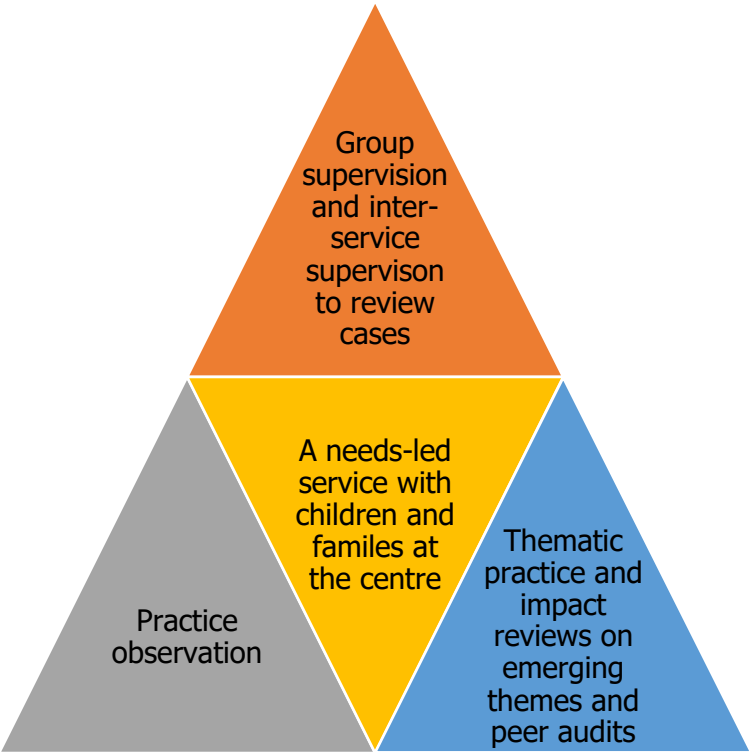 Group
supervision
and inter-
service
supervison
to review
cases
A needs-led
service with
children and
familes at
the centre
Practice
observation
Thematic
practice and
impact
reviews on
emerging
themes and
peer audits